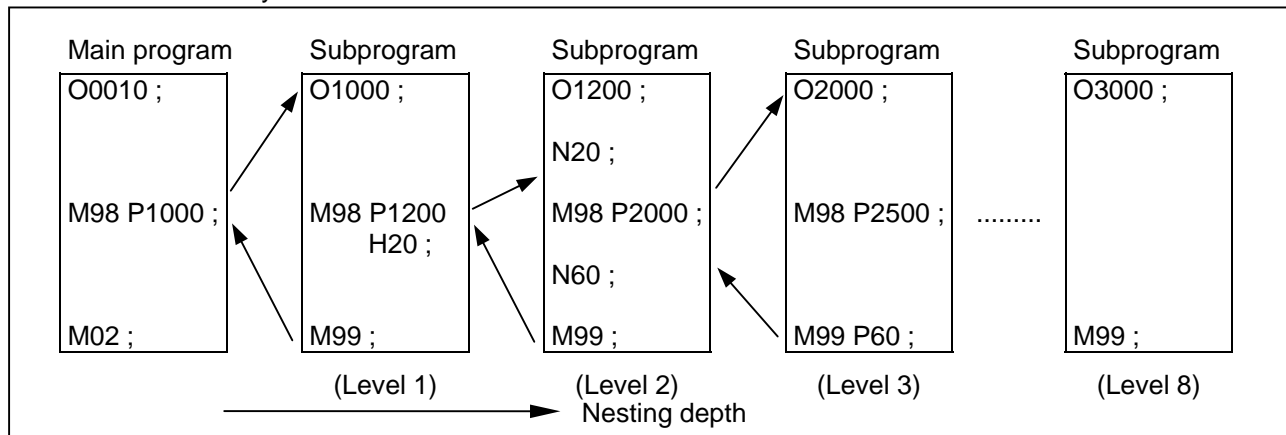 Main program Subprogram Subprogram Subprogram Subprogram
O0010 ; O1000 ; O1200 ; O2000 ; O3000 ;
N20 ;
M98 P1000 ; M98 P1200 M98 P2000 ; M98 P2500 ; .........
H20 ;
N60 ;
M02 ; M99 ; M99 ; M99 P60 ; M99 ;
(Level 1) (Level 2) (Level 3) (Level 8)
Nesting depth